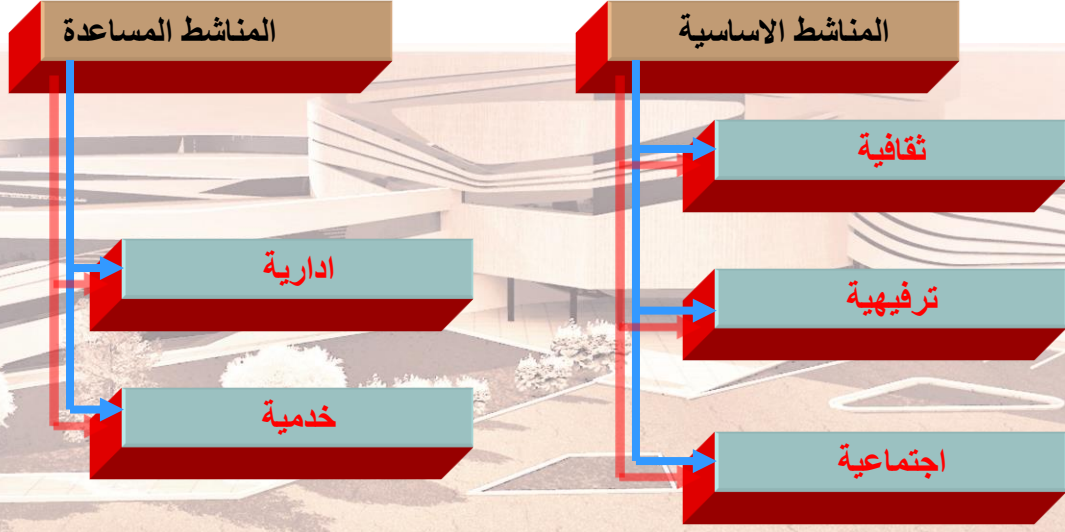 المناشط الاساسية
ثقافية
ترفيهية
اجتماعية
المناشط المساعدة
ادارية
خدمية